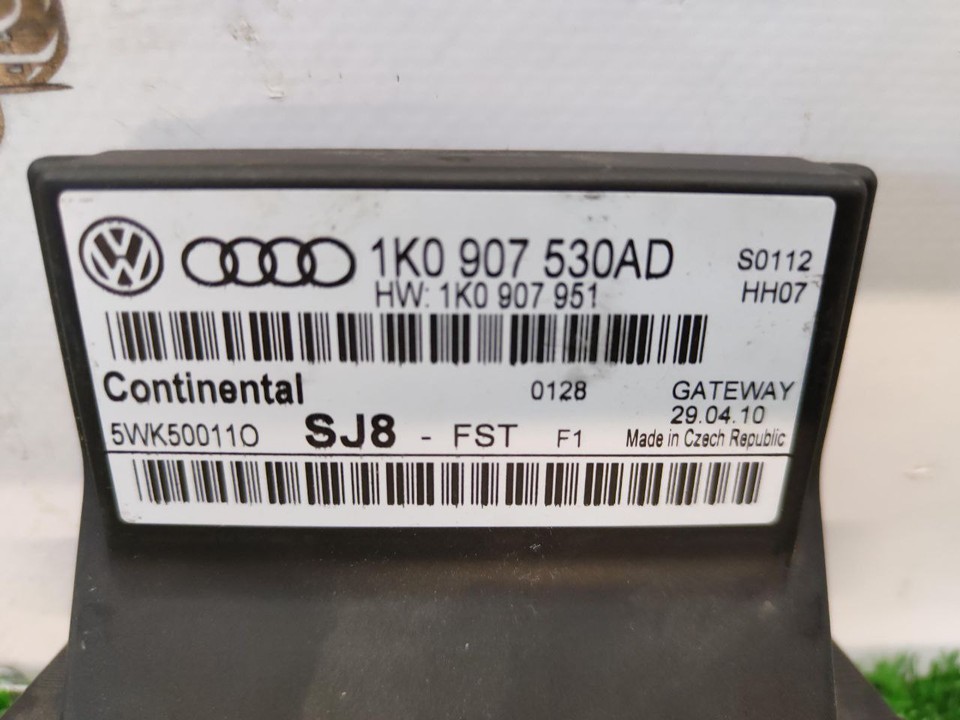 1K0 907 530AD
S0112
HW: 1K0 907 951
HH07
Continental
0128
GATEWAY
29.04.10
5WK50011O
SJ8 - FST F1
Made in Czech Republic